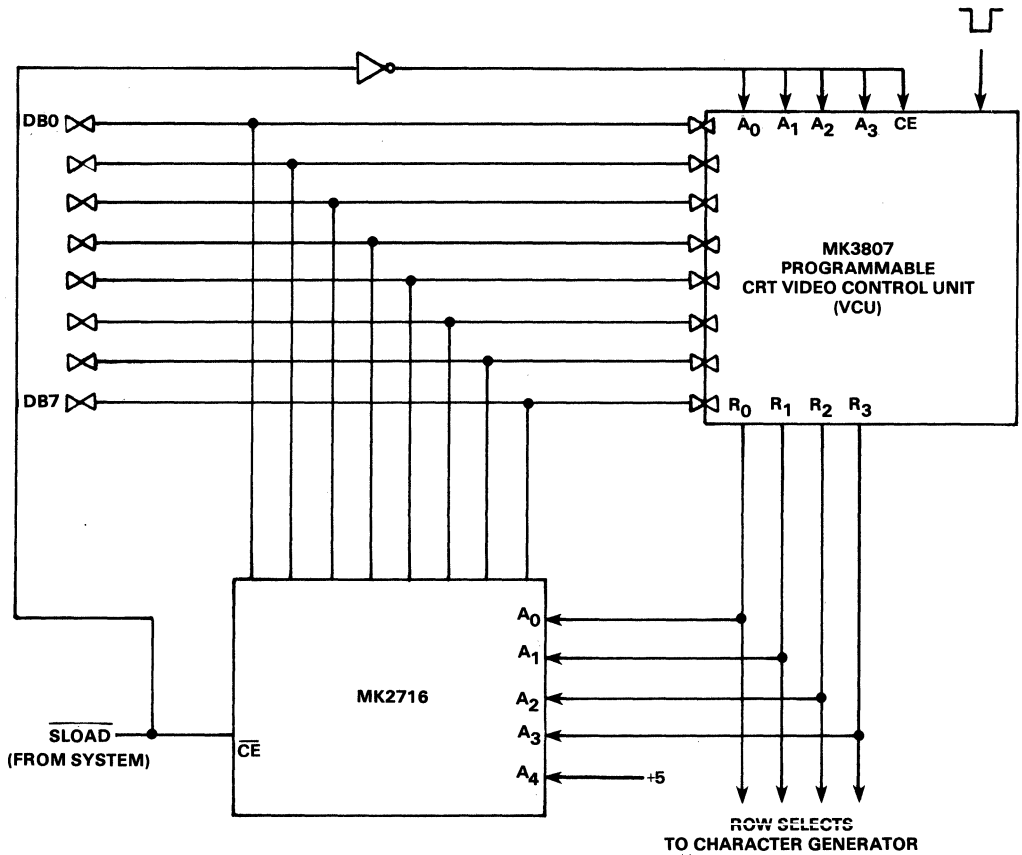 DB0
A0 A1 A2 A3 CE
MK3807
PROGRAMMABLE
CRT VIDEO CONTROL UNIT
(VCU)
DB7
R0 R1 R2 R3
A0
A1
MK2716
A2
SLOAD
(FROM SYSTEM)
A3
CE
A4
+5
ROW SELECTS
TO CHARACTER GENERATOR